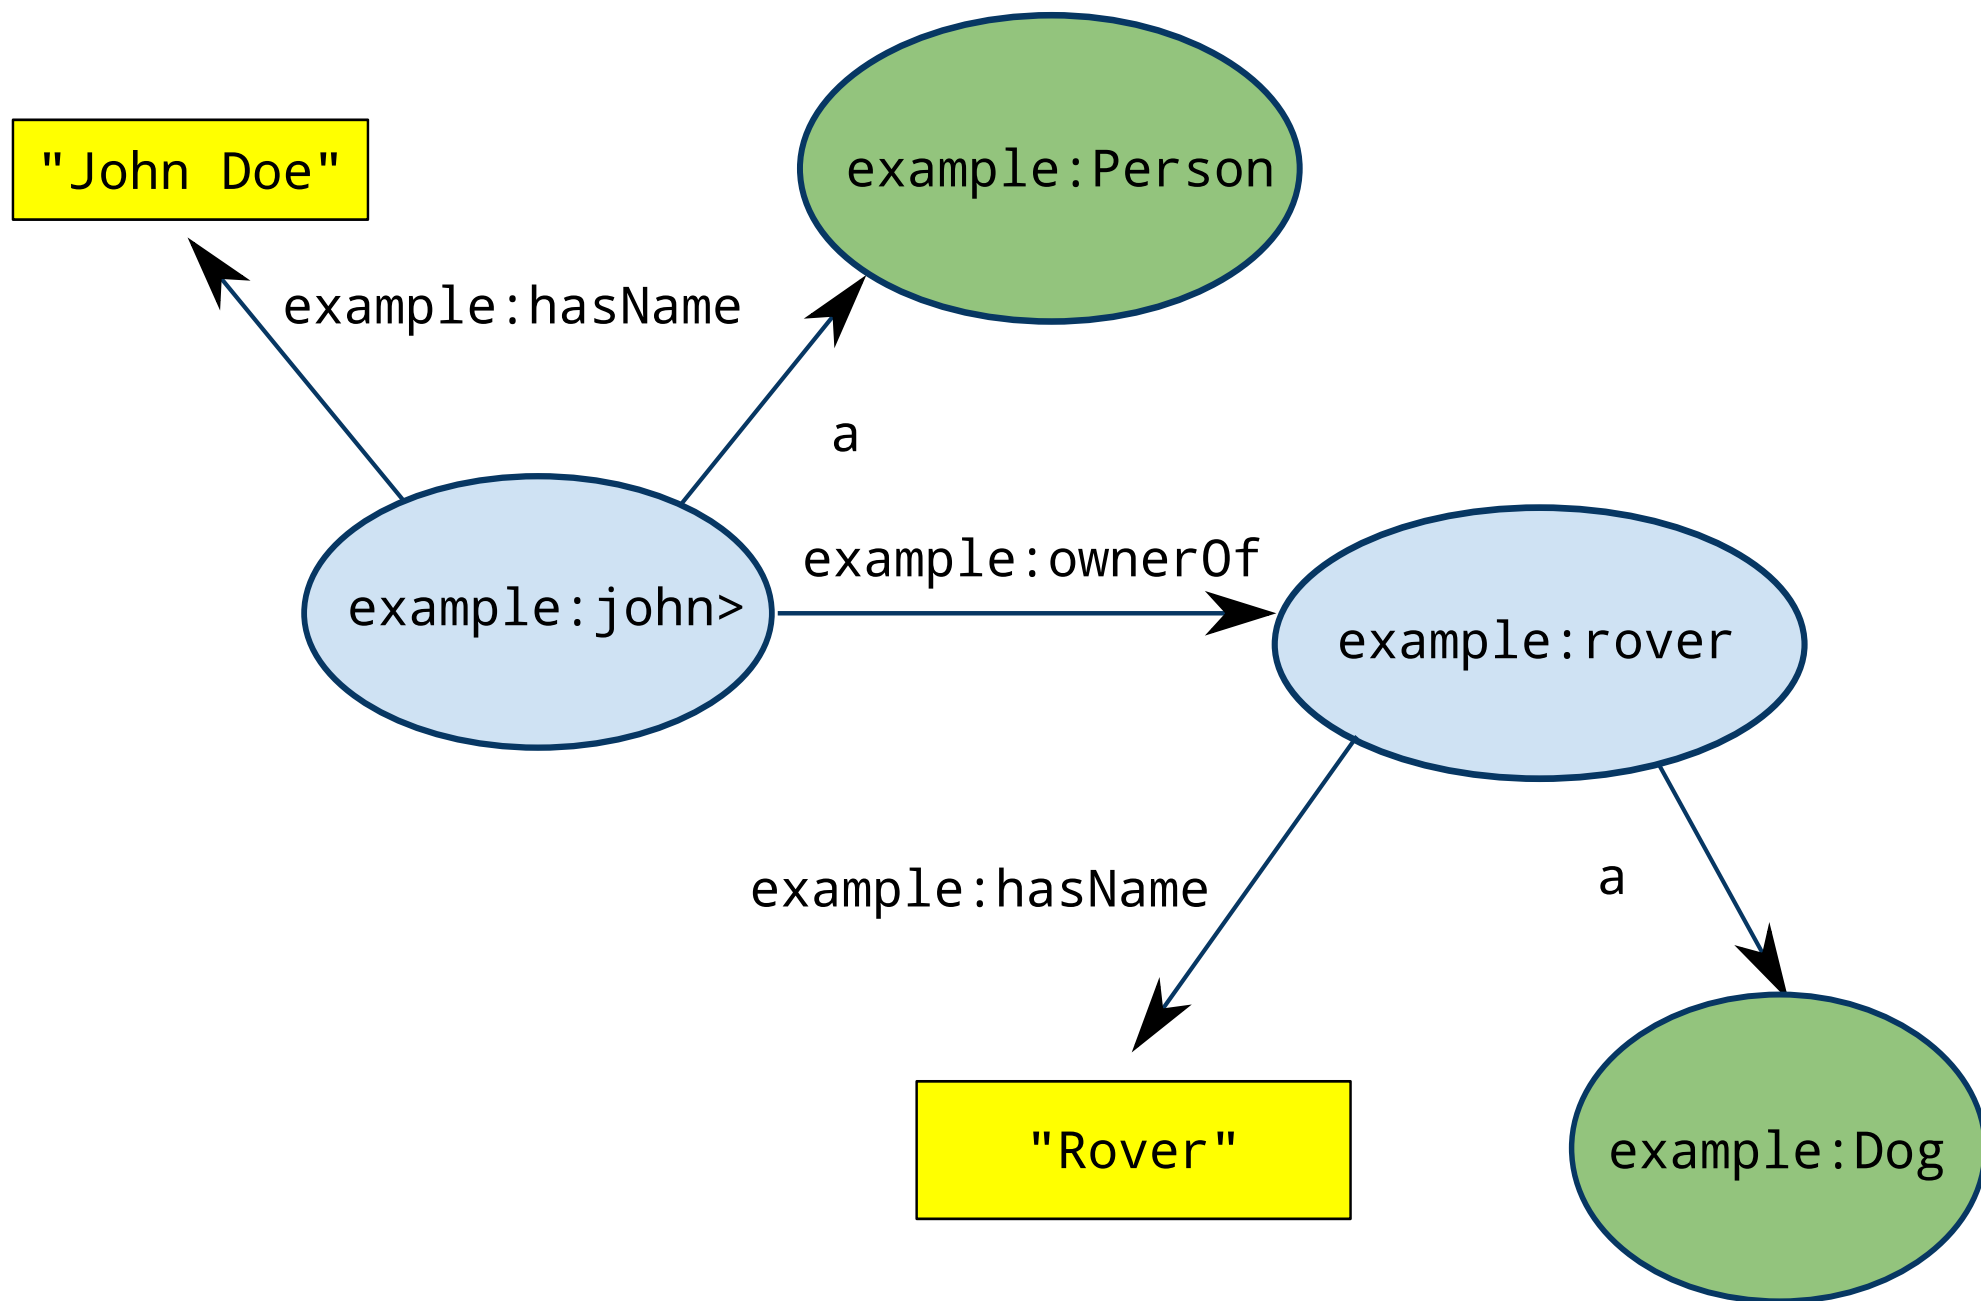 example:Person
"John Doe"
example:hasName
a
example:ownerOf
example:john>
example:rover
example:hasName
a
"Rover"
example:Dog